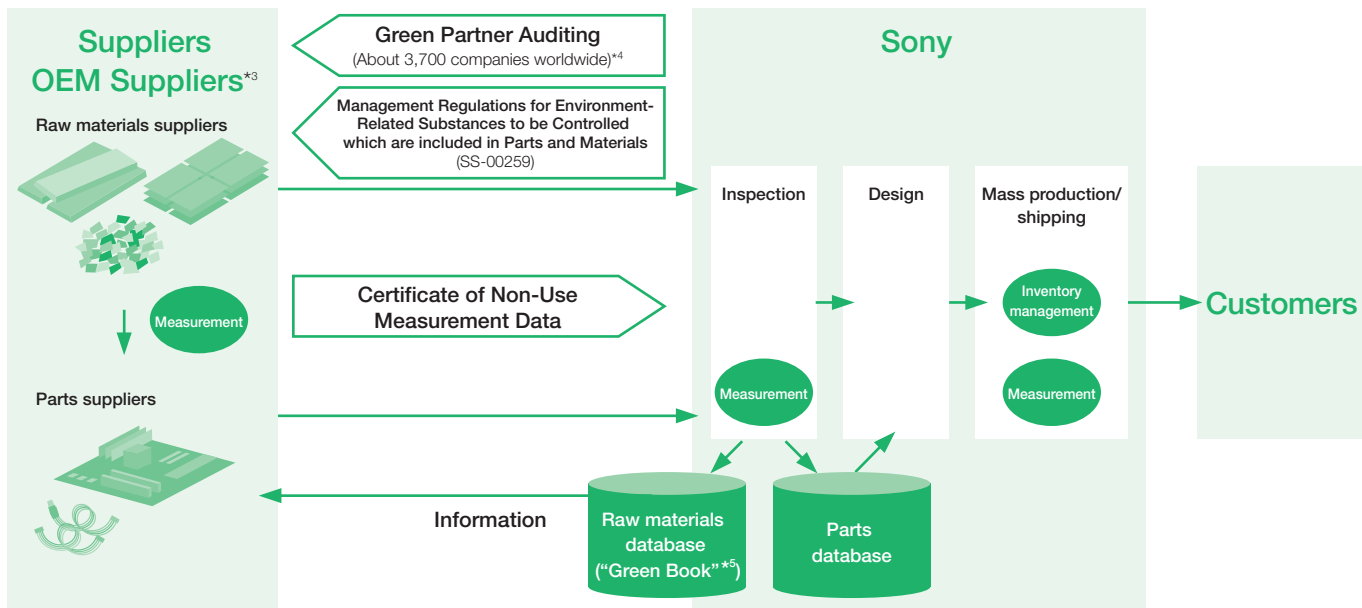 Suppliers
OEM Suppliers*3
Raw materials suppliers
Measurement
Parts suppliers
Green Partner Auditing
(About 3,700 companies worldwide)*4
Management Regulations for Environment-
Related Substances to be Controlled
which are included in Parts and Materials
(SS-00259)
Certificate of Non-Use
Measurement Data
Information
Sony
Inspection
Measurement
Design
Mass production/
shipping
Inventory
management
Measurement
Raw materials
database
(“Green Book”*5)
Parts
database
Customers